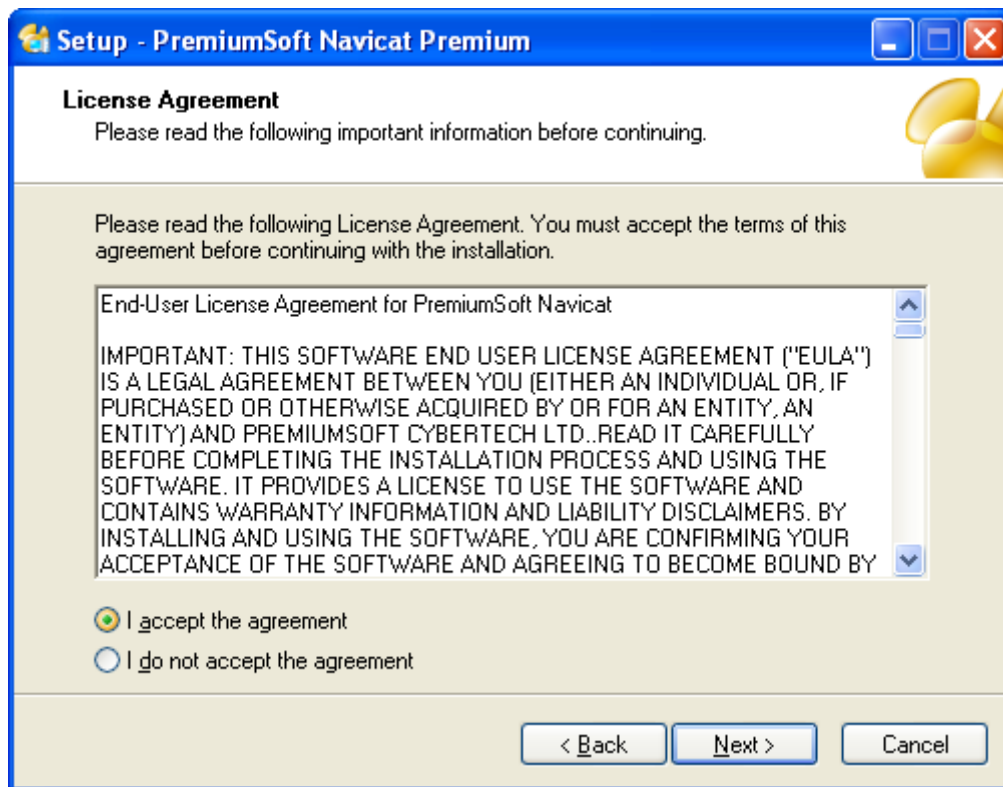 Setup - PremiumSoft Navicat Premium
License Agreement
Please read the following important information before continuing.
Please read the following License Agreement. You must accept the terms of this
agreement before continuing with the installation.
End-User License Agreement for PremiumSoft Navicat
IMPORTANT: THIS SOFTWARE END USER LICENSE AGREEMENT ("EULA")
IS A LEGAL AGREEMENT BETWEEN YOU (EITHER AN INDIVIDUAL OR, IF
PURCHASED OR OTHERWISE ACQUIRED BY OR FOR AN ENTITY, AN
ENTITY) AND PREMIUMSOFT CYBERTECH LTD..READ IT CAREFULLY
BEFORE COMPLETING THE INSTALLATION PROCESS AND USING THE
SOFTWARE. IT PROVIDES A LICENSE TO USE THE SOFTWARE AND
CONTAINS WARRANTY INFORMATION AND LIABILITY DISCLAIMERS. BY
INSTALLING AND USING THE SOFTWARE, YOU ARE CONFIRMING YOUR
ACCEPTANCE OF THE SOFTWARE AND AGREEING TO BECOME BOUND BY
I accept the agreement
I do not accept the agreement
< Back Next > Cancel